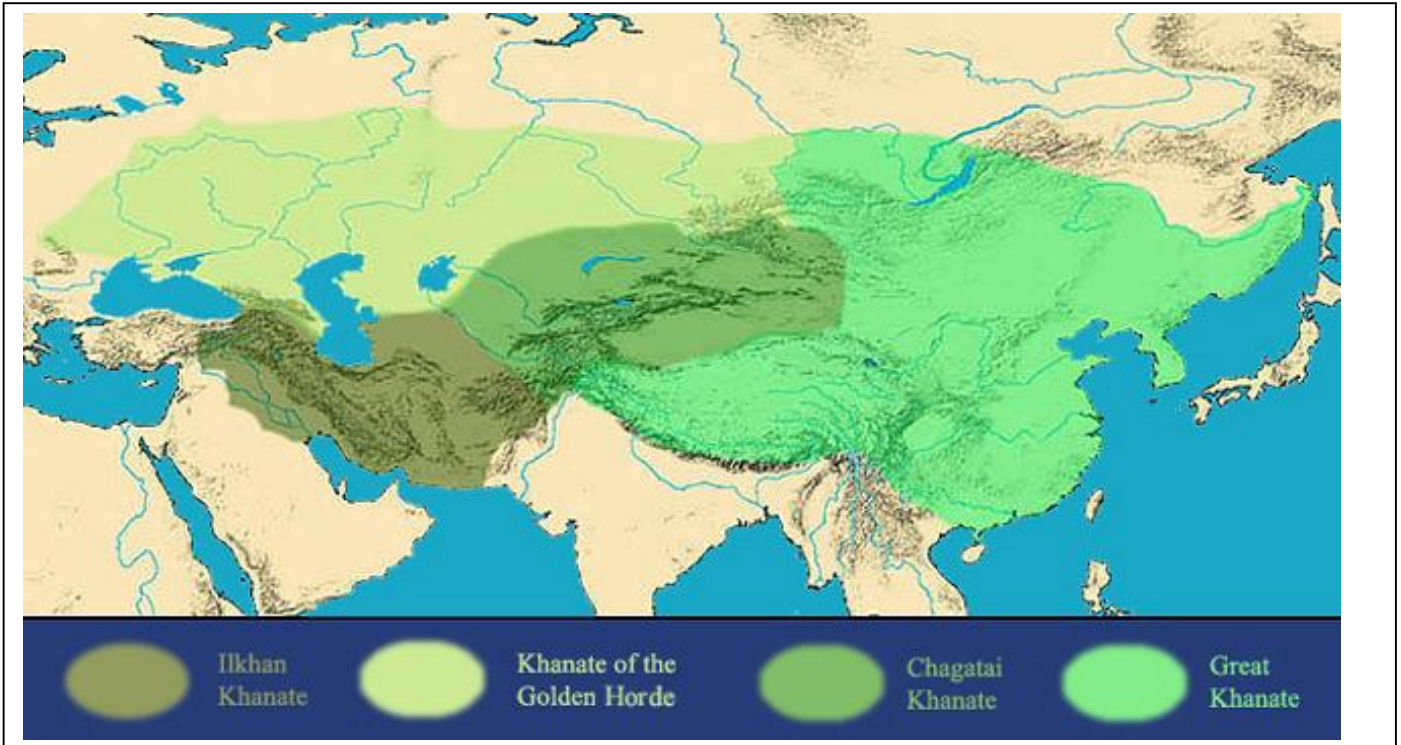 Ilkhan
Khanate
Khanate of the
Golden Horde
Chagatai
Khanate
Great
Khanate